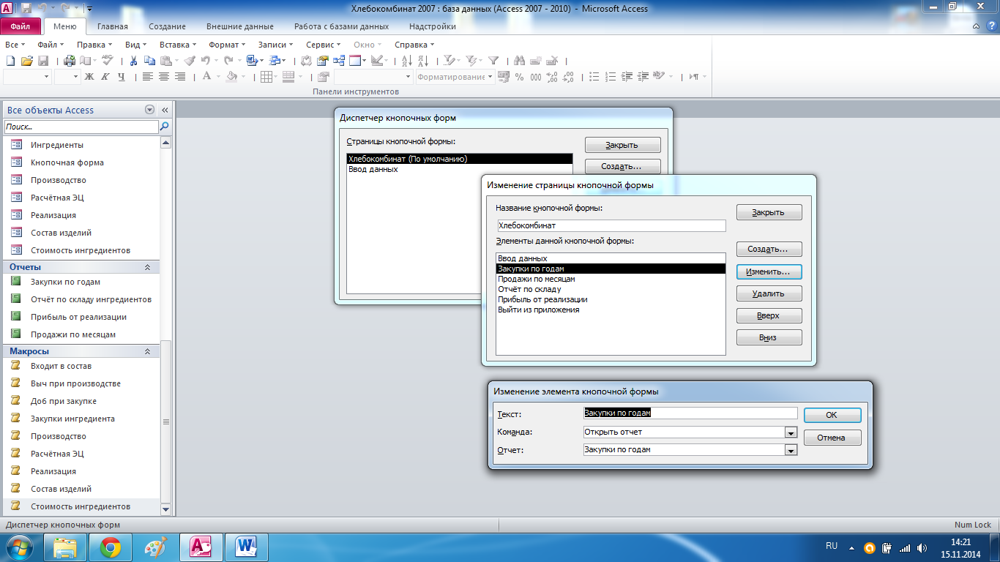 Хлебокомбинат 2007 : база данных (Access 2007 - 2010) - Microsoft Access
Файл Меню Главная Создание Внешние данные Работа с базами данных Надстройки
Все Файл Правка Вид Вставка Формат Записи Сервис Окно Справка
Ж К Ч Форматирование % 000
Панели инструментов
Все объекты Access
Поиск...
Ингредиенты
Кнопочная форма
Производство
Расчётная ЭЦ
Реализация
Состав изделий
Стоимость ингредиентов
Отчеты
Закупки по годам
Отчёт по складу ингредиентов
Прибыль от реализации
Продажи по месяцам
Макросы
Входит в состав
Выч при производстве
Доб при закупке
Закупки ингредиента
Производство
Расчётная ЭЦ
Реализация
Состав изделий
Стоимость ингредиентов
Диспетчер кнопочных форм
Страницы кнопочной формы:
Хлебокомбинат (По умолчанию)
Ввод данных
Закрыть
Создать...
Изменение страницы кнопочной формы
Название кнопочной формы:
Хлебокомбинат
Элементы данной кнопочной формы:
Ввод данных
Закупки по годам
Продажи по месяцам
Отчёт по складу
Прибыль от реализации
Выйти из приложения
Закрыть
Создать...
Изменить...
Удалить
Вверх
Вниз
Изменение элемента кнопочной формы
Текст: Закупки по годам
Команда: Открыть отчет
Отчет: Закупки по годам
OK
Отмена
Диспетчер кнопочных форм Num Lock
RU 14:21
15.11.2014